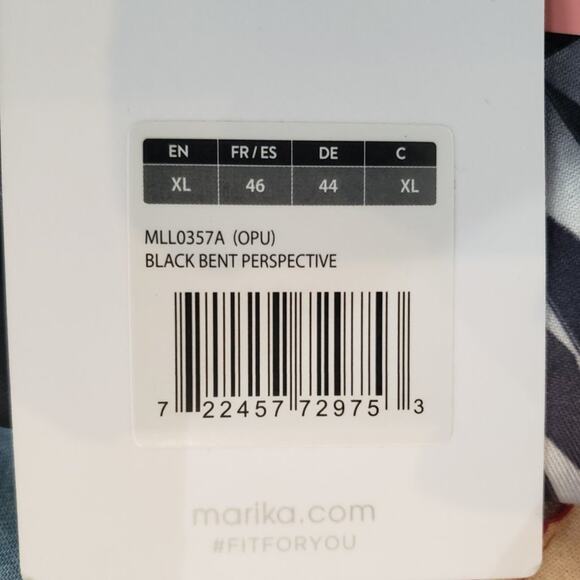 EN FR/ES DE C
XL 46 44 XL
MLL0357A (OPU)
BLACK BENT PERSPECTIVE
7 22457 72975 3
marika.com
#FITFORYOU